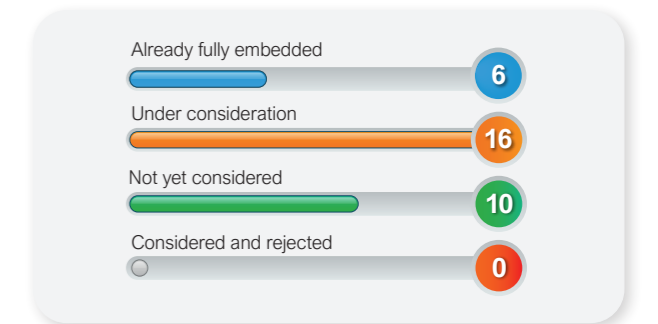 Already fully embedded
6
Under consideration
16
Not yet considered
10
Considered and rejected
0